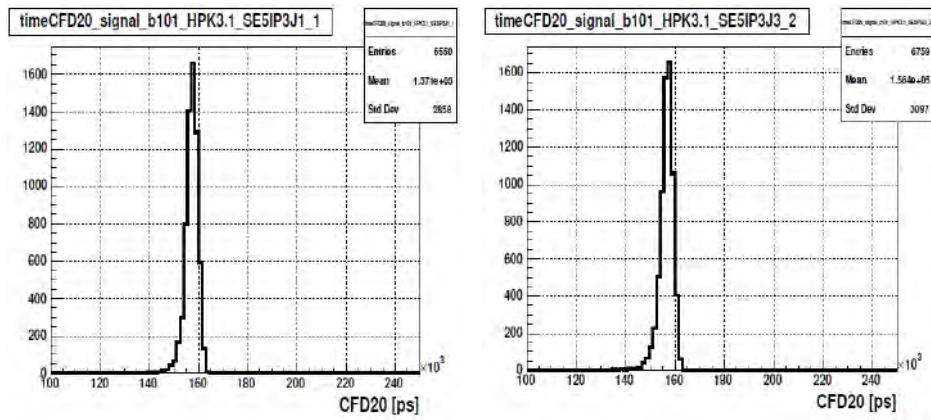 timeCFD20_signal_b101_HPK3.1_SE5IP3J1_1
Entries 6560
Mean 1.571e+05
Std Dev 2858
1600
1400
1200
1000
800
600
400
200
0
100 120 140 160 180 200 220 240
×10³
CFD20 [ps]
timeCFD20_signal_b101_HPK3.1_SE5IP3J3_2
Entries 6759
Mean 1.564e+05
Std Dev 3097
1600
1400
1200
1000
800
600
400
200
0
100 120 140 160 180 200 220 240
×10³
CFD20 [ps]